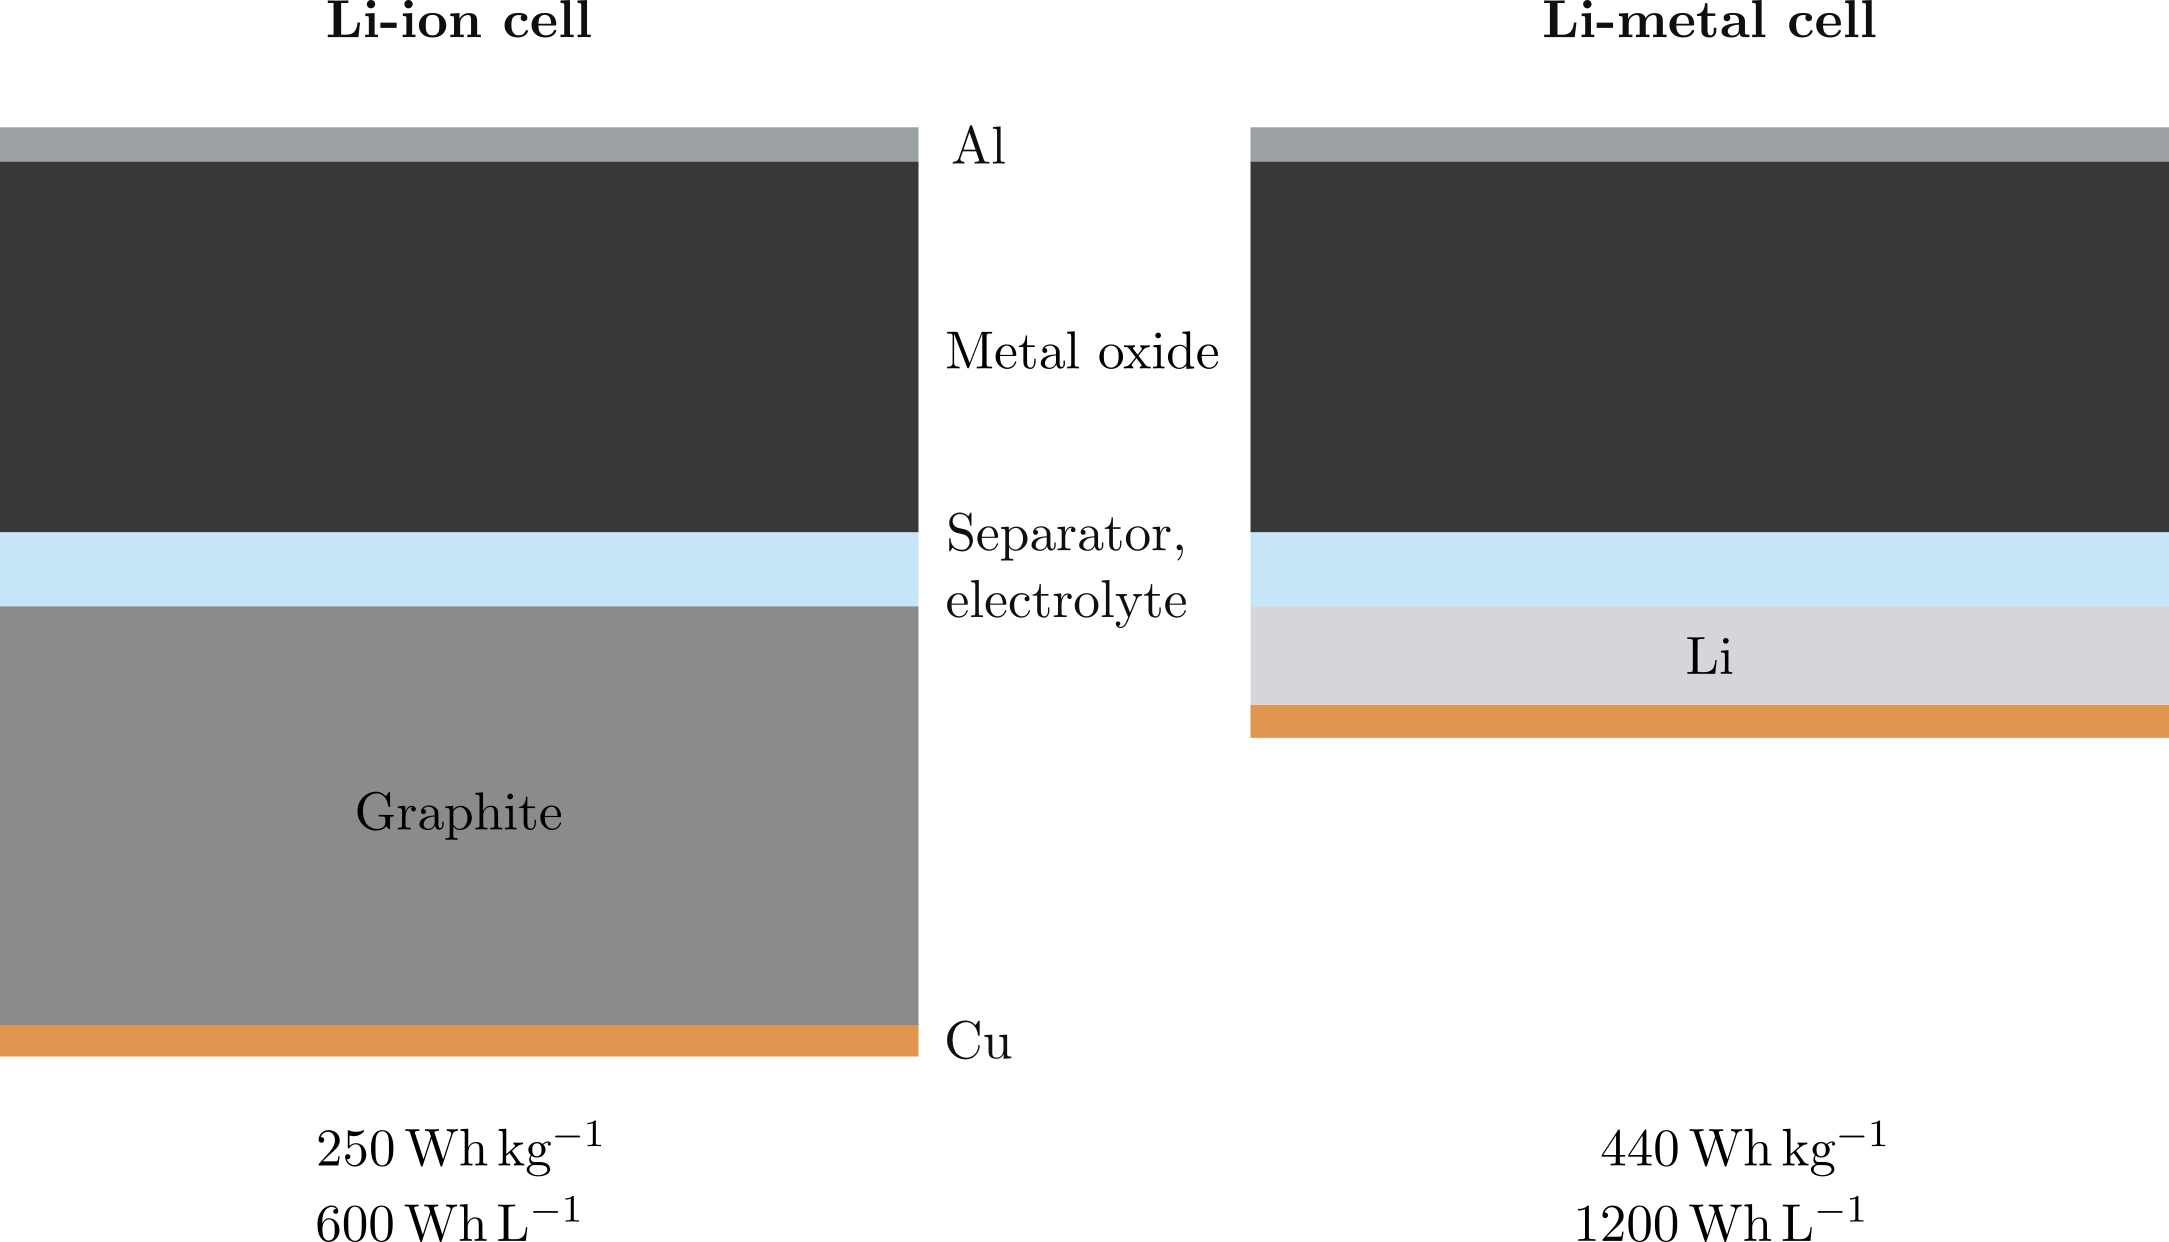 Li-ion cell
Li-metal cell
Al
Metal oxide
Separator,
electrolyte
Li
Graphite
Cu
250 Wh kg⁻¹
600 Wh L⁻¹
440 Wh kg⁻¹
1200 Wh L⁻¹